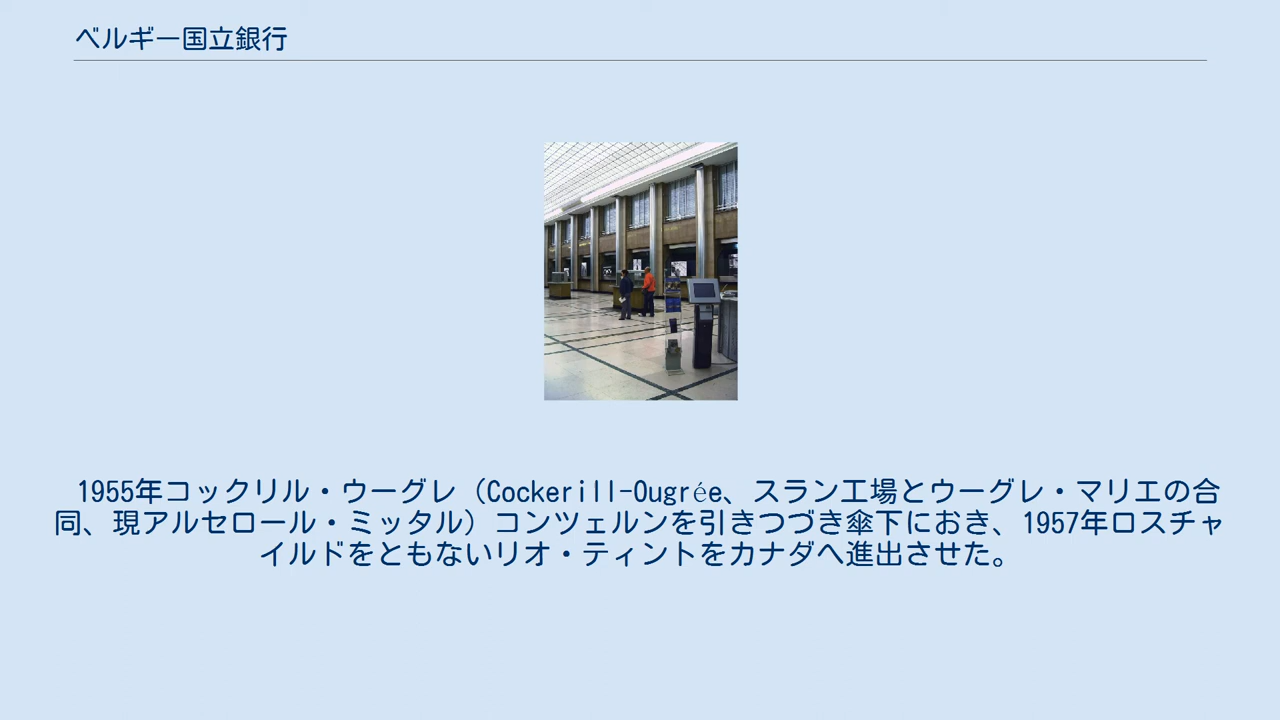 ベルギー国立銀行
1955年コックリル・ウーグレ（Cockerill-Ougrée、スラン工場とウーグレ・マリエの合
同、現アルセロール・ミッタル）コンツェルンを引きつづき傘下におき、1957年ロスチャ
イルドをともないリオ・ティントをカナダへ進出させた。